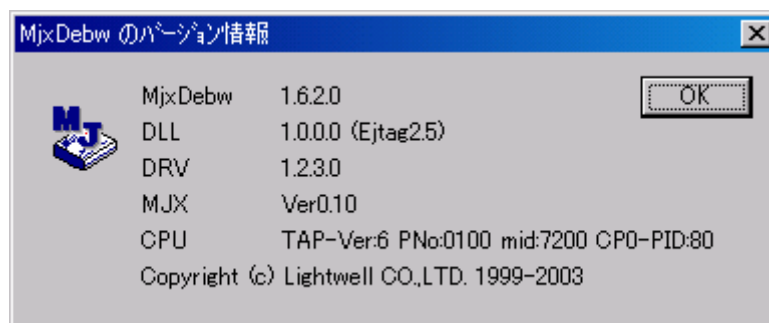 MjxDebw のバージョン情報
MJ
OK
MjxDebw 1.6.2.0
DLL 1.0.0.0 (Ejtag2.5)
DRV 1.2.3.0
MJX Ver0.10
CPU TAP-Ver:6 PNo:0100 mid:7200 CP0-PID:80
Copyright (c) Lightwell CO.,LTD. 1999-2003